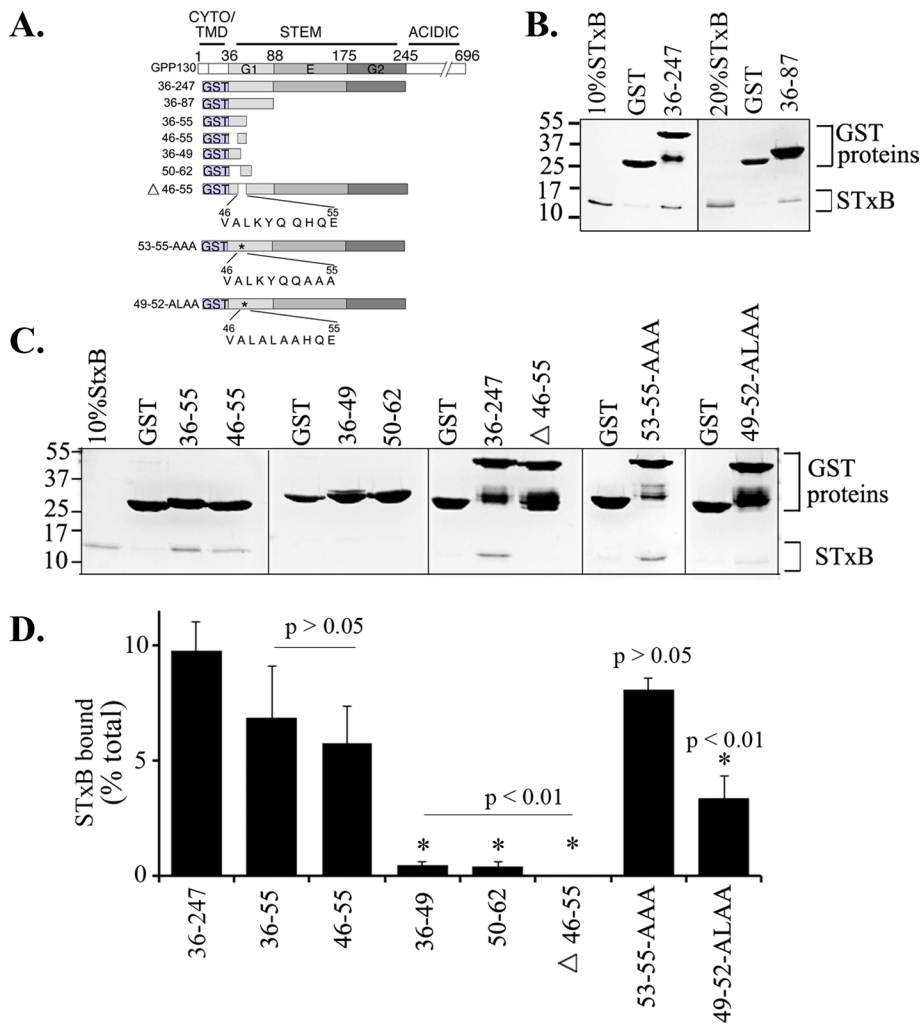 A.
CYTO/
TMD STEM ACIDIC
1 36 88 175 245 696
GPP130 G1 E G2
36-247 GST
36-87 GST
36-55 GST
46-55 GST
36-49 GST
50-62 GST
△ 46-55 GST
46 55
VALKYQQHQE
53-55-AAA GST *
46 55
VALKYQQAAA
49-52-ALAA GST *
46 55
VALALAAHQE
B.
10%STxB GST 36-247 20%STxB GST 36-87
55
37
25
17
10
GST
proteins
STxB
C.
10%StxB GST 36-55 46-55 GST 36-49 50-62 GST 36-247 △ 46-55 GST 53-55-AAA GST 49-52-ALAA
55
37
25
17
10
GST
proteins
STxB
D.
STxB bound
(% total)
10
5
0
p > 0.05
p < 0.01
* * *
p > 0.05
p < 0.01
*
36-247 36-55 46-55 36-49 50-62 △ 46-55 53-55-AAA 49-52-ALAA